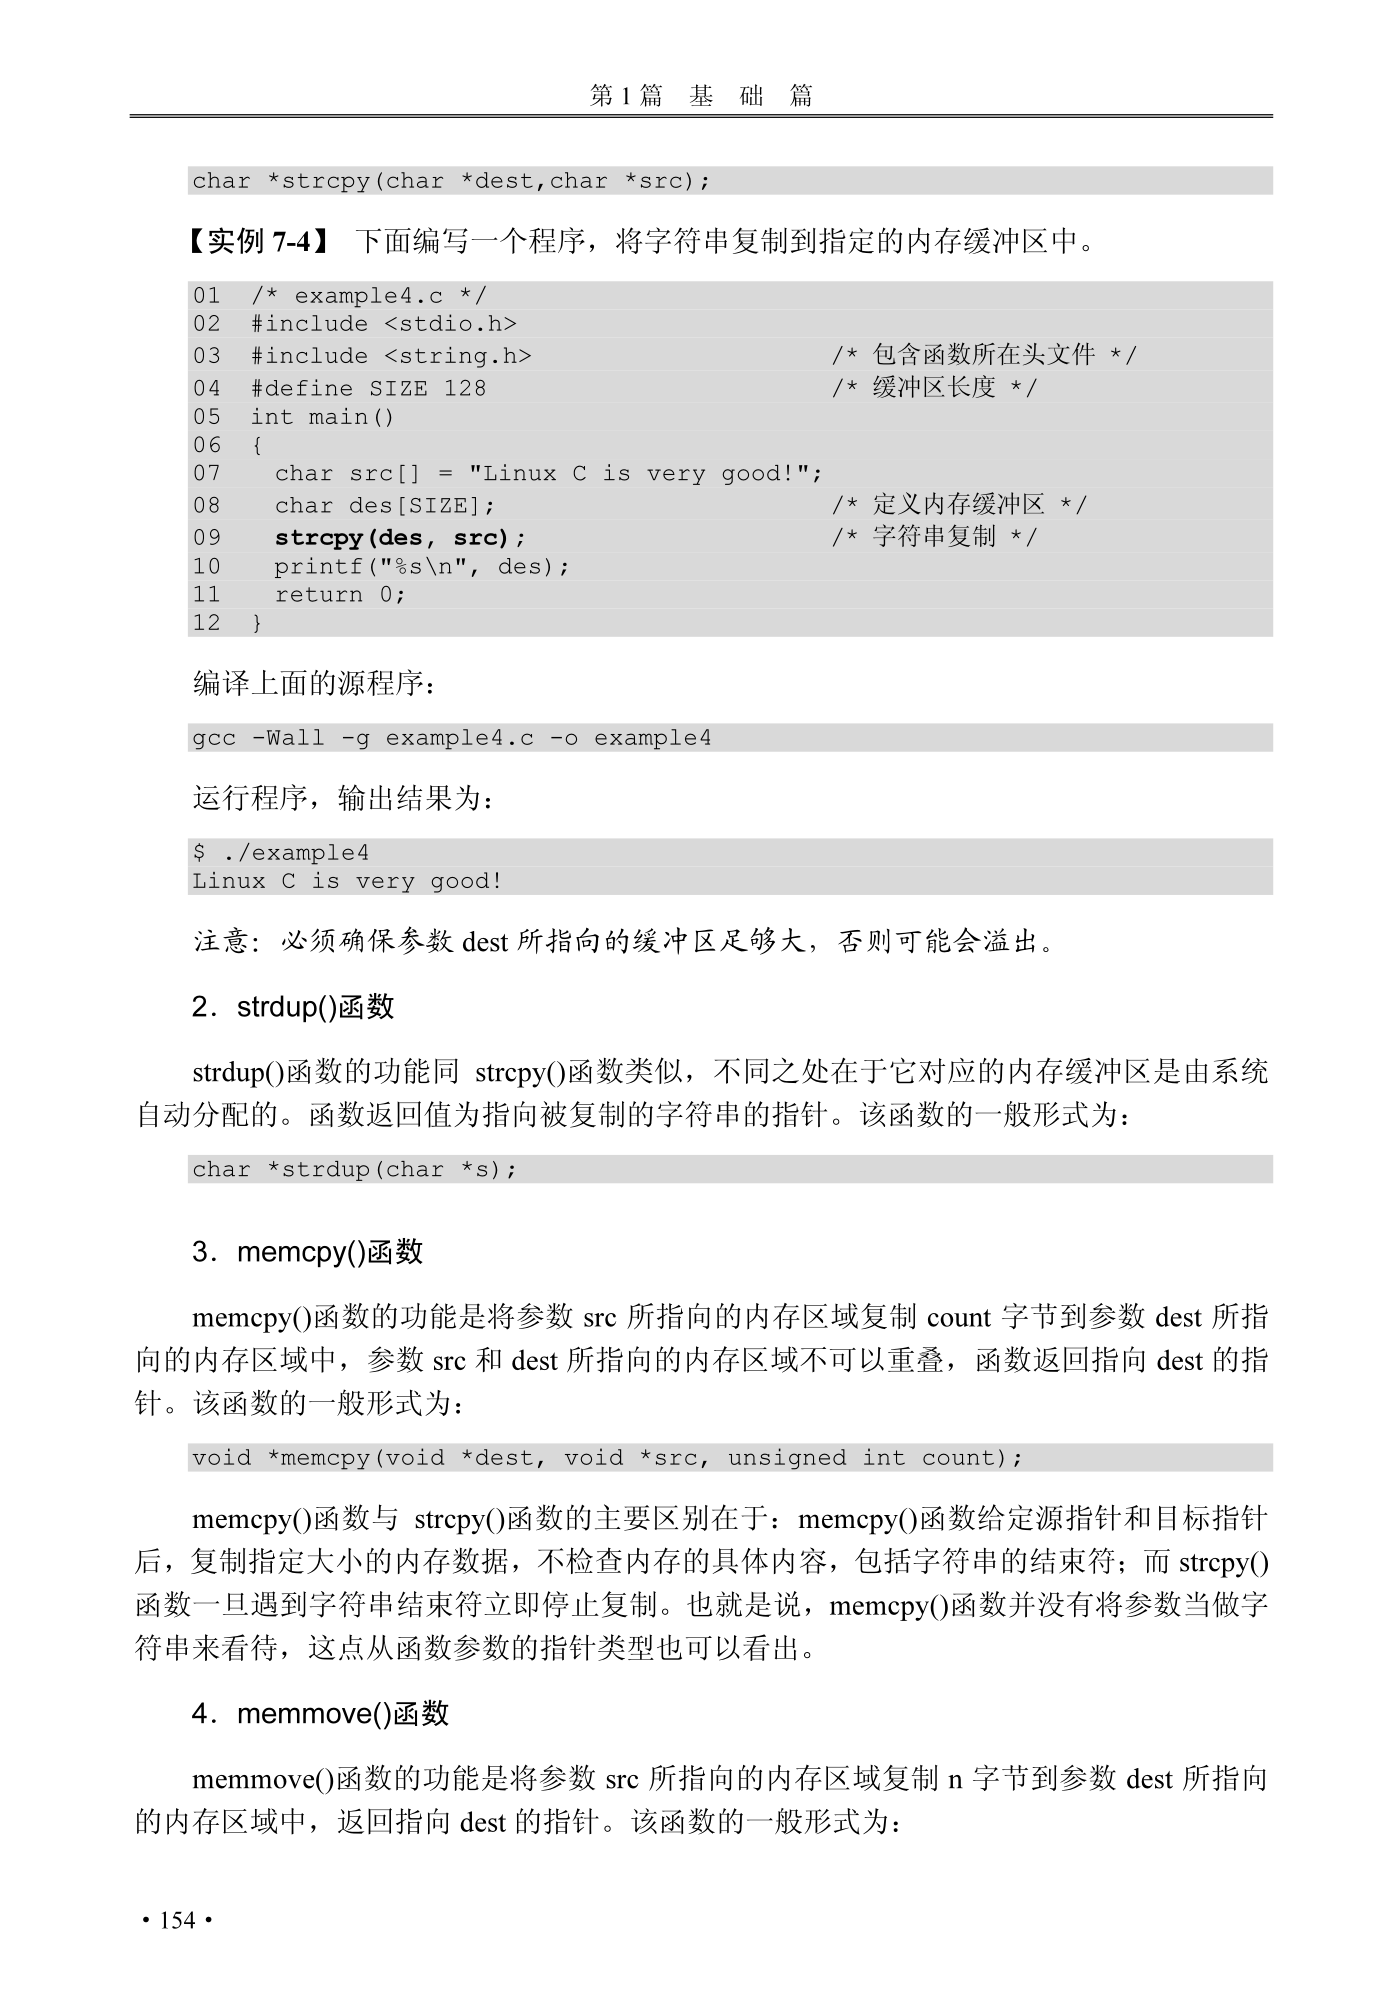 第 1 篇 基 础 篇
char *strcpy(char *dest,char *src);
【实例 7-4】 下面编写一个程序，将字符串复制到指定的内存缓冲区中。
01 /* example4.c */
02 #include <stdio.h>
03 #include <string.h> /* 包含函数所在头文件 */
04 #define SIZE 128 /* 缓冲区长度 */
05 int main()
06 {
07 char src[] = "Linux C is very good!";
08 char des[SIZE]; /* 定义内存缓冲区 */
09 strcpy(des, src); /* 字符串复制 */
10 printf("%s\n", des);
11 return 0;
12 }
编译上面的源程序：
gcc -Wall -g example4.c -o example4
运行程序，输出结果为：
$ ./example4
Linux C is very good!
注意：必须确保参数 dest 所指向的缓冲区足够大，否则可能会溢出。
2．strdup()函数
strdup()函数的功能同 strcpy()函数类似，不同之处在于它对应的内存缓冲区是由系统
自动分配的。函数返回值为指向被复制的字符串的指针。该函数的一般形式为：
char *strdup(char *s);
3．memcpy()函数
memcpy()函数的功能是将参数 src 所指向的内存区域复制 count 字节到参数 dest 所指
向的内存区域中，参数 src 和 dest 所指向的内存区域不可以重叠，函数返回指向 dest 的指
针。该函数的一般形式为：
void *memcpy(void *dest, void *src, unsigned int count);
memcpy()函数与 strcpy()函数的主要区别在于：memcpy()函数给定源指针和目标指针
后，复制指定大小的内存数据，不检查内存的具体内容，包括字符串的结束符；而 strcpy()
函数一旦遇到字符串结束符立即停止复制。也就是说，memcpy()函数并没有将参数当做字
符串来看待，这点从函数参数的指针类型也可以看出。
4．memmove()函数
memmove()函数的功能是将参数 src 所指向的内存区域复制 n 字节到参数 dest 所指向
的内存区域中，返回指向 dest 的指针。该函数的一般形式为：
• 154 •